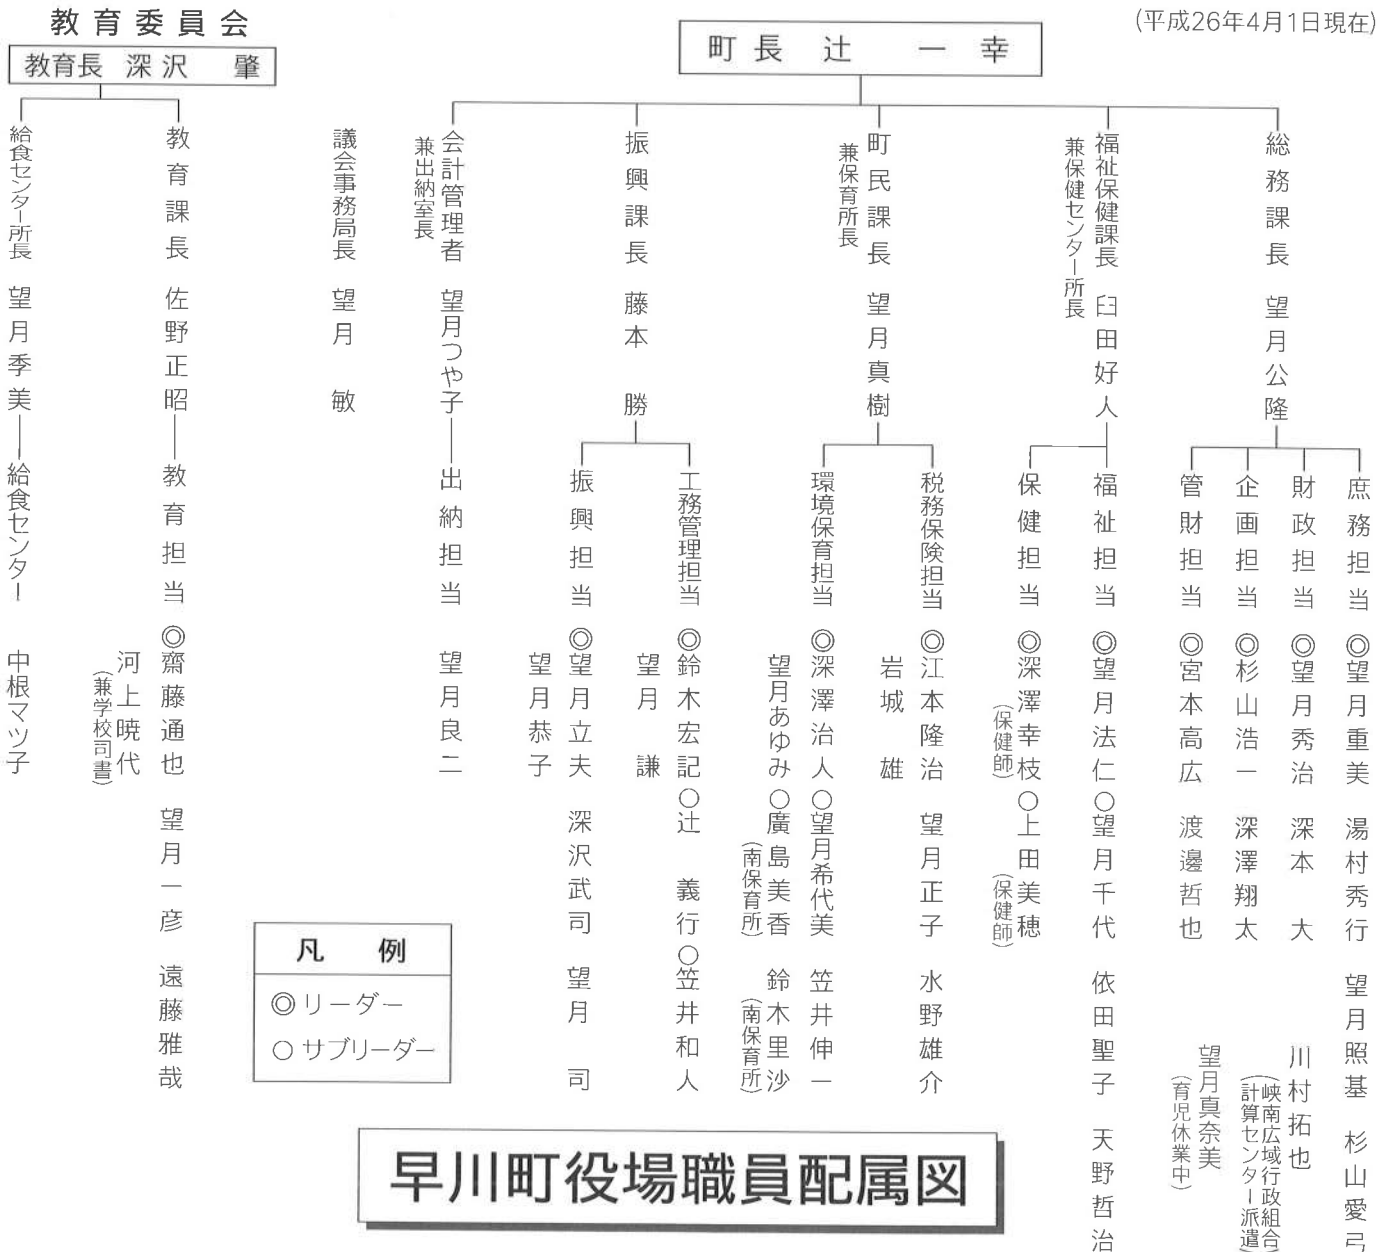 (平成26年4月1日現在)
町長 辻 一幸
総務課長 望月公隆
庶務担当 ◎望月重美 湯村秀行 望月照基 杉山愛弓
財政担当 ◎望月秀治 深本 大
川村拓也
(峡南広域行政組合
計算センター派遣)
企画担当 ◎杉山浩一 深澤翔太
管財担当 ◎宮本高広 渡邊哲也
望月真奈美
(育児休業中)
福祉保健課長 臼田好人
兼保健センター所長
福祉担当 ◎望月法仁 ○望月千代 依田聖子 天野哲治
保健担当 ◎深澤幸枝 ○上田美穂
(保健師) (保健師)
町民課長 望月真樹
兼保育所長
税務保険担当 ◎江本隆治 望月正子 水野雄介
岩城 雄
環境保育担当 ◎深澤治人 ○望月希代美 笠井伸一
望月あゆみ ○廣島美香 鈴木里沙
(南保育所) (南保育所)
振興課長 藤本 勝
工務管理担当 ◎鈴木宏記 ○辻 義行 ○笠井和人
望月 謙
振興担当 ◎望月立夫 深沢武司 望月 司
望月恭子
会計管理者 望月つや子
兼出納室長
出納担当 望月良二
議会事務局長 望月 敏
教育委員会
教育長 深沢 肇
教育課長 佐野正昭
教育担当 ◎齋藤通也 望月一彦 遠藤雅哉
河上暁代
(兼学校司書)
給食センター所長 望月季美
給食センター 中根マツ子
凡 例
◎リーダー
○サブリーダー
早川町役場職員配属図